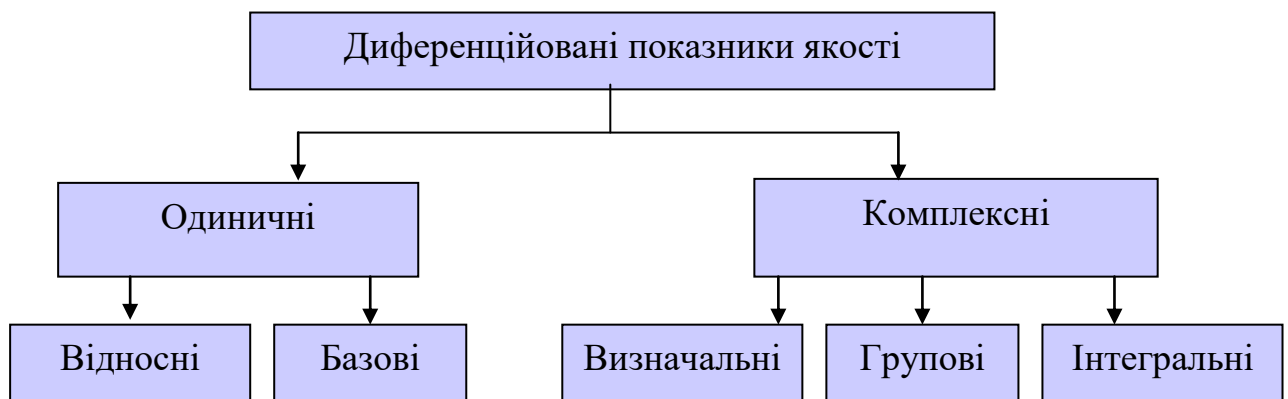 Диференційовані показники якості
Одиничні
Комплексні
Відносні
Базові
Визначальні
Групові
Інтегральні